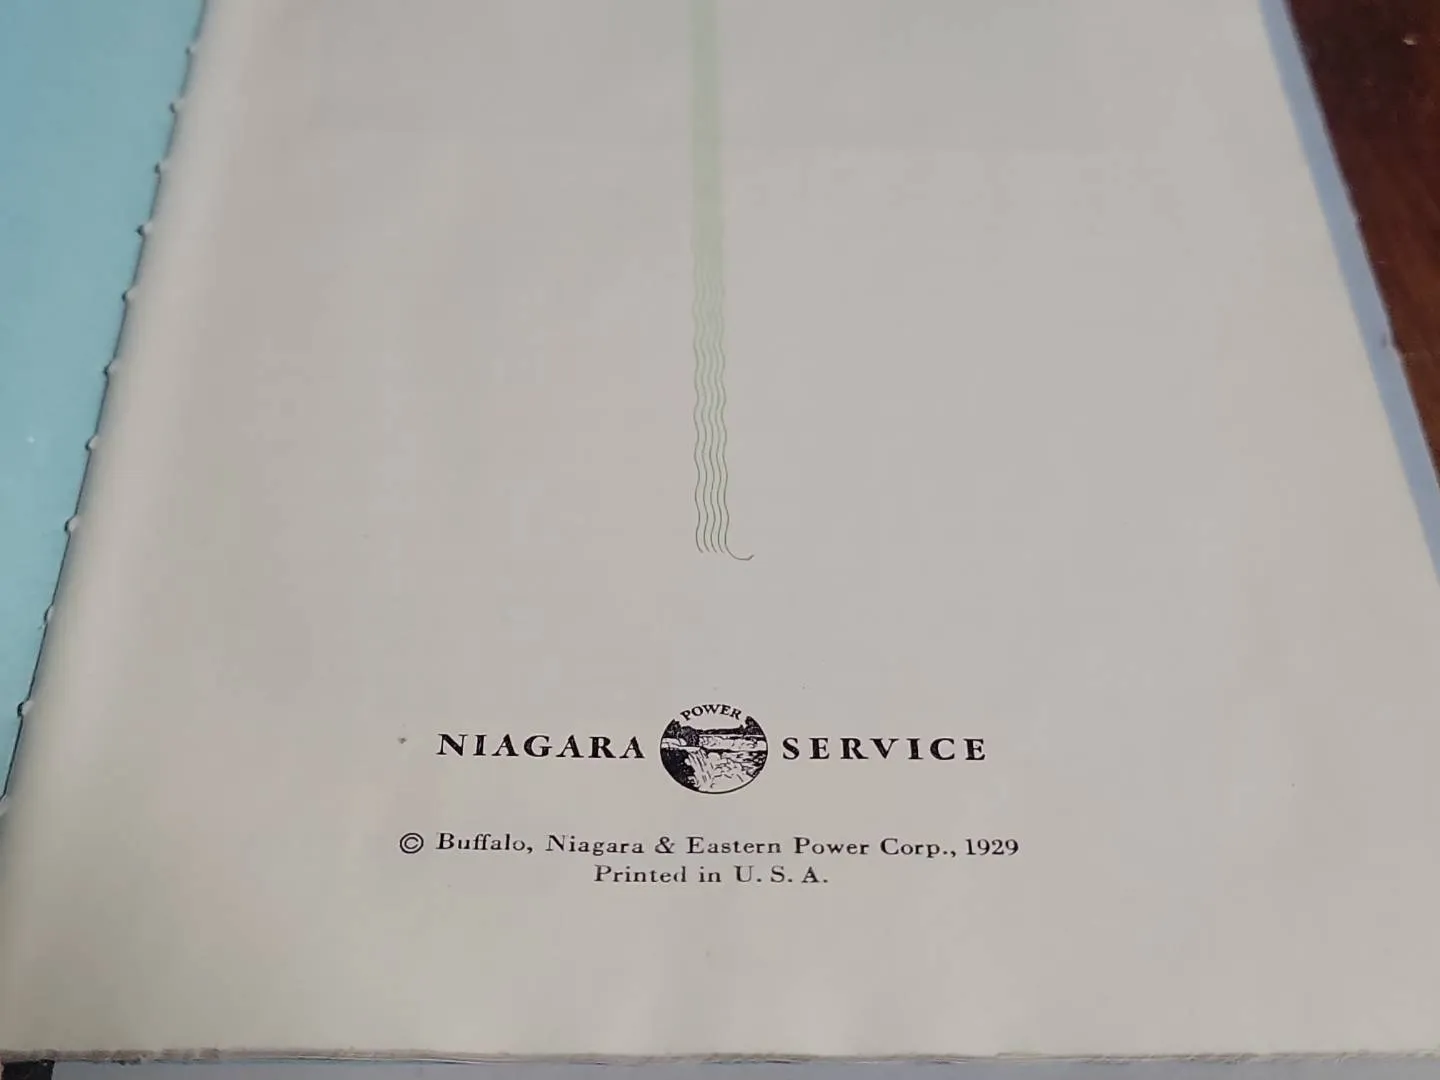 POWER
NIAGARA SERVICE
© Buffalo, Niagara & Eastern Power Corp., 1929
Printed in U. S. A.